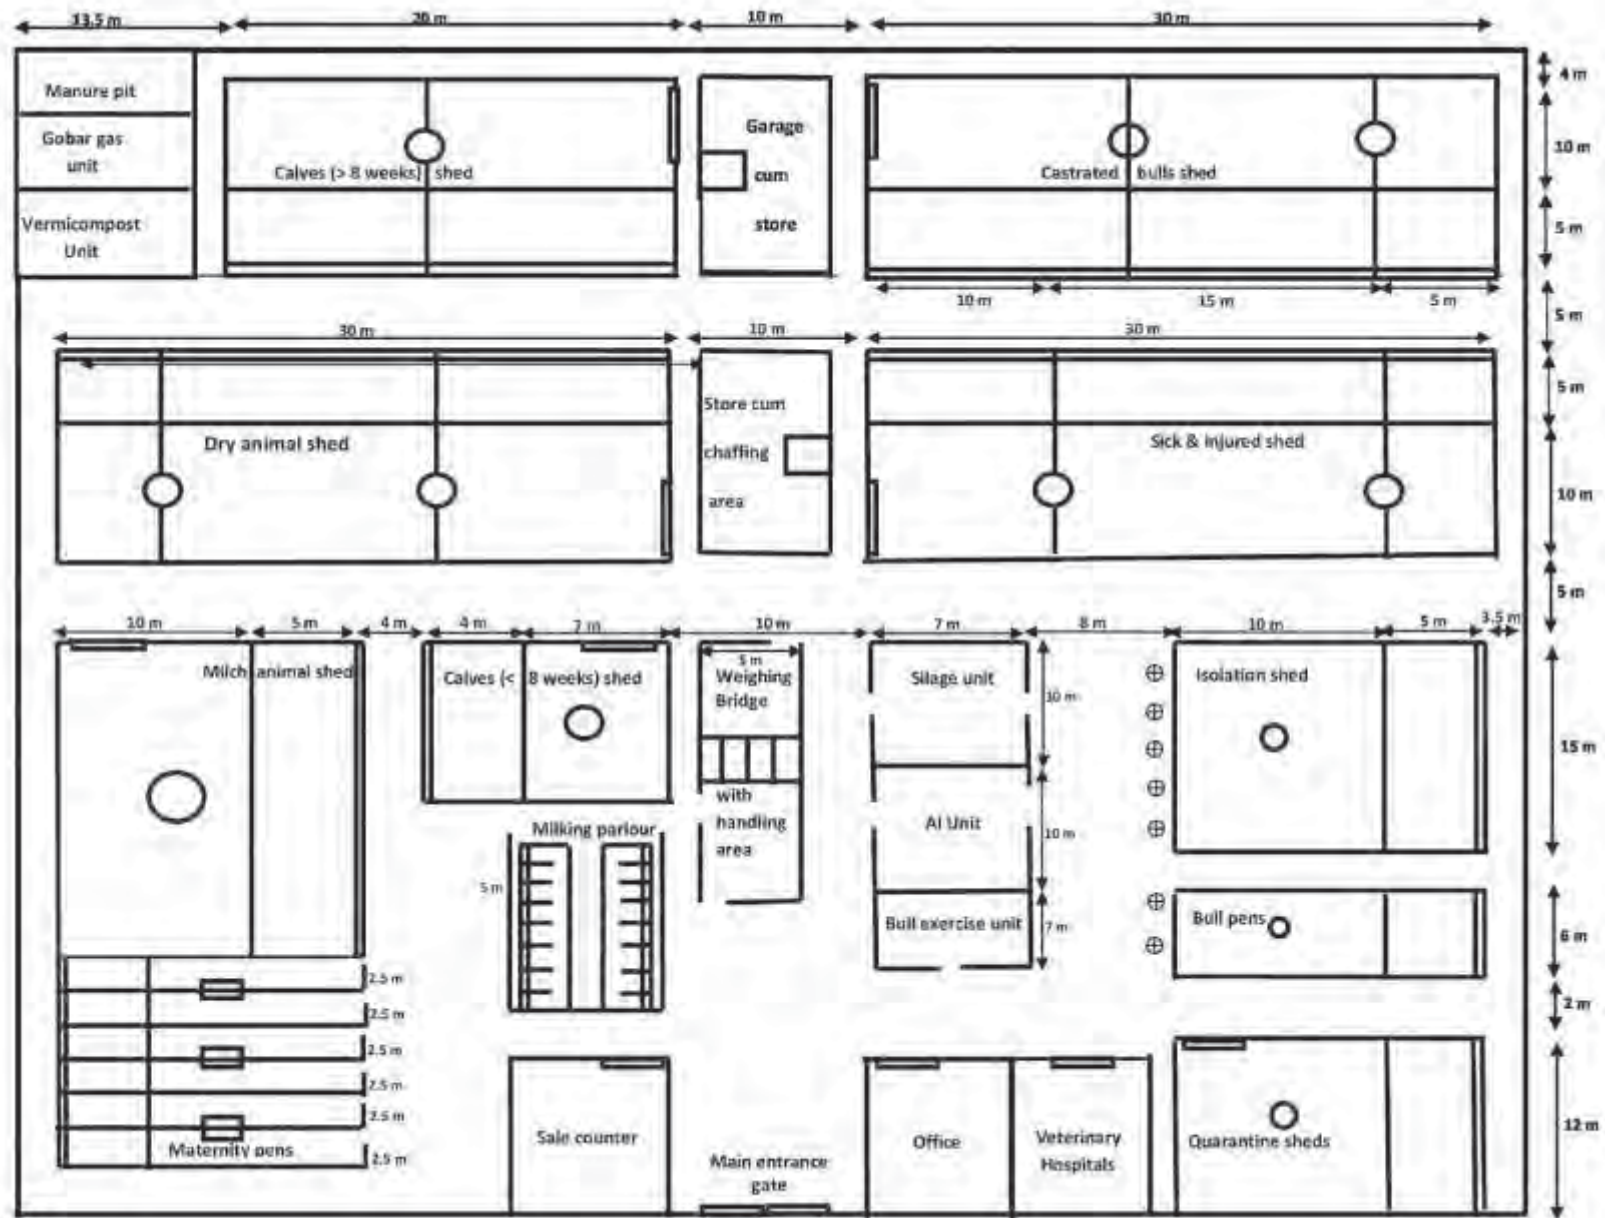 13.5 m
20 m
10 m
30 m
Manure pit
Gobar gas
unit
Vermicompost
Unit
Calves (> 8 weeks) shed
Garage
cum
store
Castrated bulls shed
4 m
10 m
5 m
10 m
15 m
5 m
5 m
30 m
10 m
30 m
Dry animal shed
Store cum
chaffing
area
Sick & injured shed
5 m
10 m
5 m
10 m
5 m
4 m
4 m
7 m
10 m
7 m
8 m
10 m
5 m
3.5 m
Milch animal shed
Calves (< 8 weeks) shed
5 m
Weighing
Bridge
with
handling
area
Silage unit
10 m
AI Unit
10 m
Bull exercise unit
7 m
Isolation shed
15 m
Bull pens
6 m
2 m
Milking parlour
5 m
2.5 m
2.5 m
2.5 m
2.5 m
2.5 m
2.5 m
Maternity pens
Sale counter
Main entrance
gate
Office
Veterinary
Hospitals
Quarantine sheds
12 m